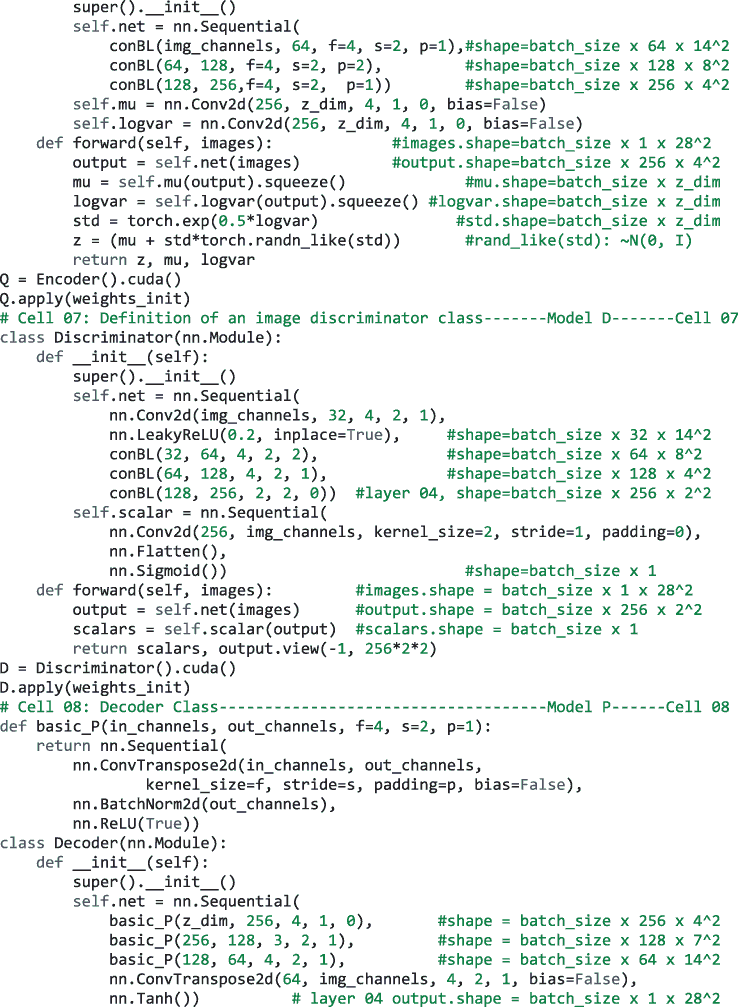 super().__init__()
        self.net = nn.Sequential(
            conBL(img_channels, 64, f=4, s=2, p=1),#shape=batch_size x 64 x 14^2
            conBL(64, 128, f=4, s=2, p=2),         #shape=batch_size x 128 x 8^2
            conBL(128, 256,f=4, s=2,  p=1))        #shape=batch_size x 256 x 4^2
        self.mu = nn.Conv2d(256, z_dim, 4, 1, 0, bias=False)
        self.logvar = nn.Conv2d(256, z_dim, 4, 1, 0, bias=False)
    def forward(self, images):             #images.shape=batch_size x 1 x 28^2
        output = self.net(images)          #output.shape=batch_size x 256 x 4^2
        mu = self.mu(output).squeeze()             #mu.shape=batch_size x z_dim
        logvar = self.logvar(output).squeeze() #logvar.shape=batch_size x z_dim
        std = torch.exp(0.5*logvar)               #std.shape=batch_size x z_dim
        z = (mu + std*torch.randn_like(std))       #rand_like(std): ~N(0, I)
        return z, mu, logvar
Q = Encoder().cuda()
Q.apply(weights_init)
# Cell 07: Definition of an image discriminator class-------Model D-------Cell 07
class Discriminator(nn.Module):
    def __init__(self):
        super().__init__()
        self.net = nn.Sequential(
            nn.Conv2d(img_channels, 32, 4, 2, 1),
            nn.LeakyReLU(0.2, inplace=True),     #shape=batch_size x 32 x 14^2
            conBL(32, 64, 4, 2, 2),              #shape=batch_size x 64 x 8^2
            conBL(64, 128, 4, 2, 1),             #shape=batch_size x 128 x 4^2
            conBL(128, 256, 2, 2, 0))  #layer 04, shape=batch_size x 256 x 2^2
        self.scalar = nn.Sequential(
            nn.Conv2d(256, img_channels, kernel_size=2, stride=1, padding=0),
            nn.Flatten(),
            nn.Sigmoid())                          #shape=batch_size x 1
    def forward(self, images):         #images.shape = batch_size x 1 x 28^2
        output = self.net(images)      #output.shape = batch_size x 256 x 2^2
        scalars = self.scalar(output)  #scalars.shape = batch_size x 1
        return scalars, output.view(-1, 256*2*2)
D = Discriminator().cuda()
D.apply(weights_init)
# Cell 08: Decoder Class------------------------------------Model P------Cell 08
def basic_P(in_channels, out_channels, f=4, s=2, p=1):
    return nn.Sequential(
        nn.ConvTranspose2d(in_channels, out_channels,
                kernel_size=f, stride=s, padding=p, bias=False),
        nn.BatchNorm2d(out_channels),
        nn.ReLU(True))
class Decoder(nn.Module):
    def __init__(self):
        super().__init__()
        self.net = nn.Sequential(
            basic_P(z_dim, 256, 4, 1, 0),       #shape = batch_size x 256 x 4^2
            basic_P(256, 128, 3, 2, 1),         #shape = batch_size x 128 x 7^2
            basic_P(128, 64, 4, 2, 1),          #shape = batch_size x 64 x 14^2
            nn.ConvTranspose2d(64, img_channels, 4, 2, 1, bias=False),
            nn.Tanh())          # layer 04 output.shape = batch_size x 1 x 28^2